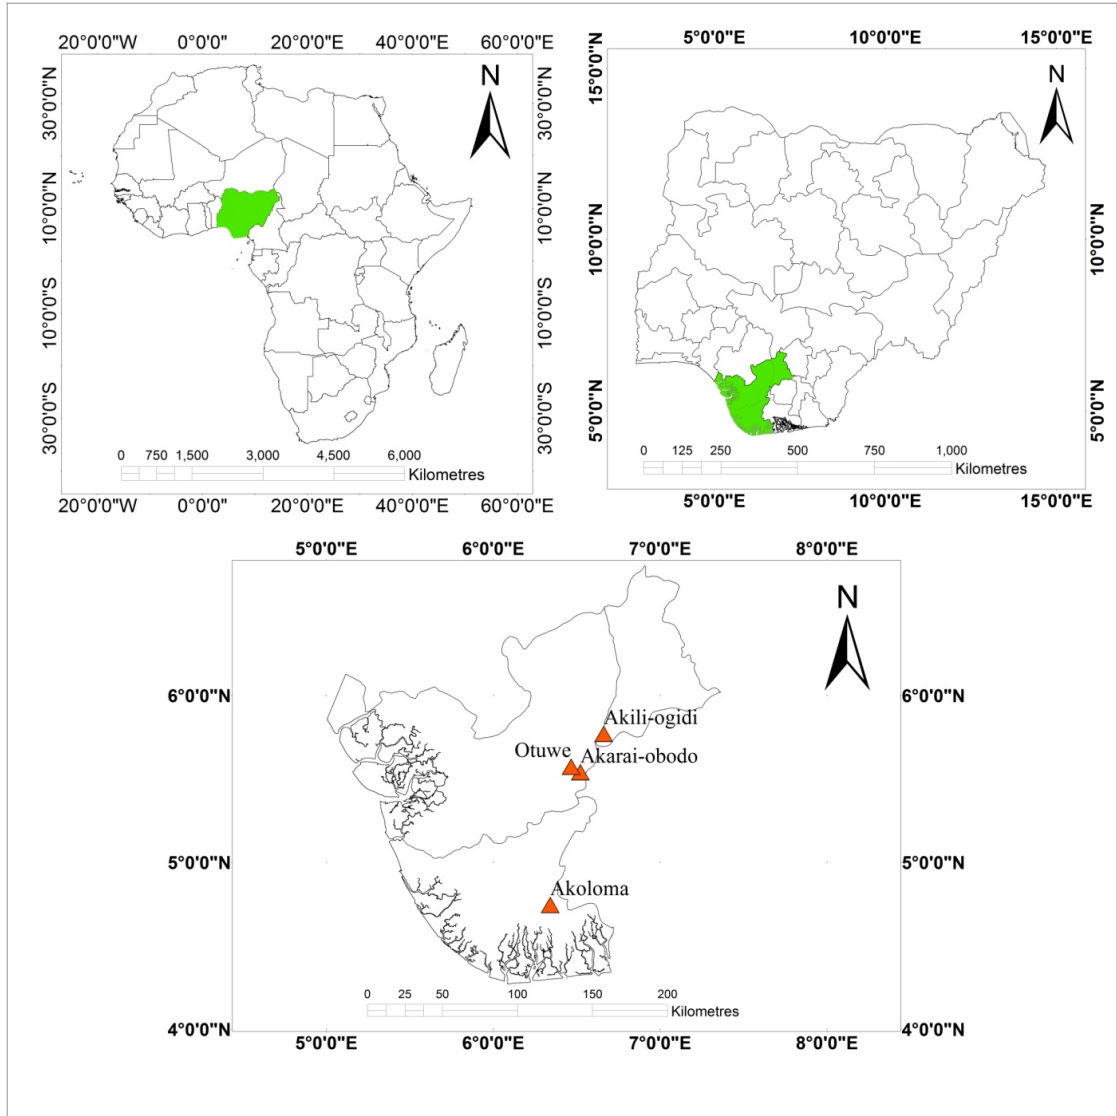 20°0'0"W 0°0'0" 20°0'0"E 40°0'0"E 60°0'0"E
30°0'0"N
10°0'0"N
10°0'0"S
30°0'0"S
N
30°0'0"N
10°0'0"N
10°0'0"S
30°0'0"S
0 750 1,500 3,000 4,500 6,000
Kilometres
20°0'0"W 0°0'0" 20°0'0"E 40°0'0"E 60°0'0"E
5°0'0"E 10°0'0"E 15°0'0"E
15°0'0"N
10°0'0"N
5°0'0"N
N
15°0'0"N
10°0'0"N
5°0'0"N
0 125 250 500 750 1,000
Kilometres
5°0'0"E 10°0'0"E 15°0'0"E
5°0'0"E 6°0'0"E 7°0'0"E 8°0'0"E
N
6°0'0"N 6°0'0"N
Akili-ogidi
Otuwe Akarai-obodo
5°0'0"N 5°0'0"N
Akoloma
0 25 50 100 150 200
Kilometres
4°0'0"N 4°0'0"N
5°0'0"E 6°0'0"E 7°0'0"E 8°0'0"E